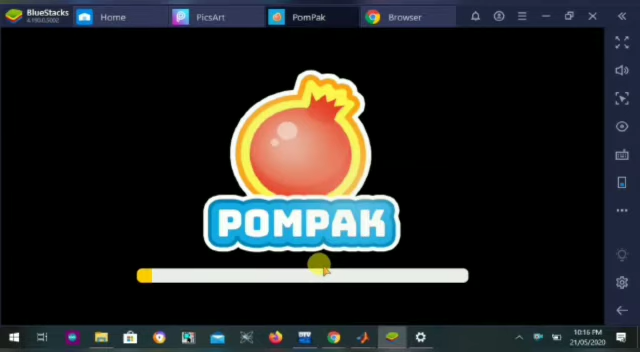 BlueStacks
Home
PicsArt
PomPak
Browser
POMPAK
10:16 PM
21/05/2020